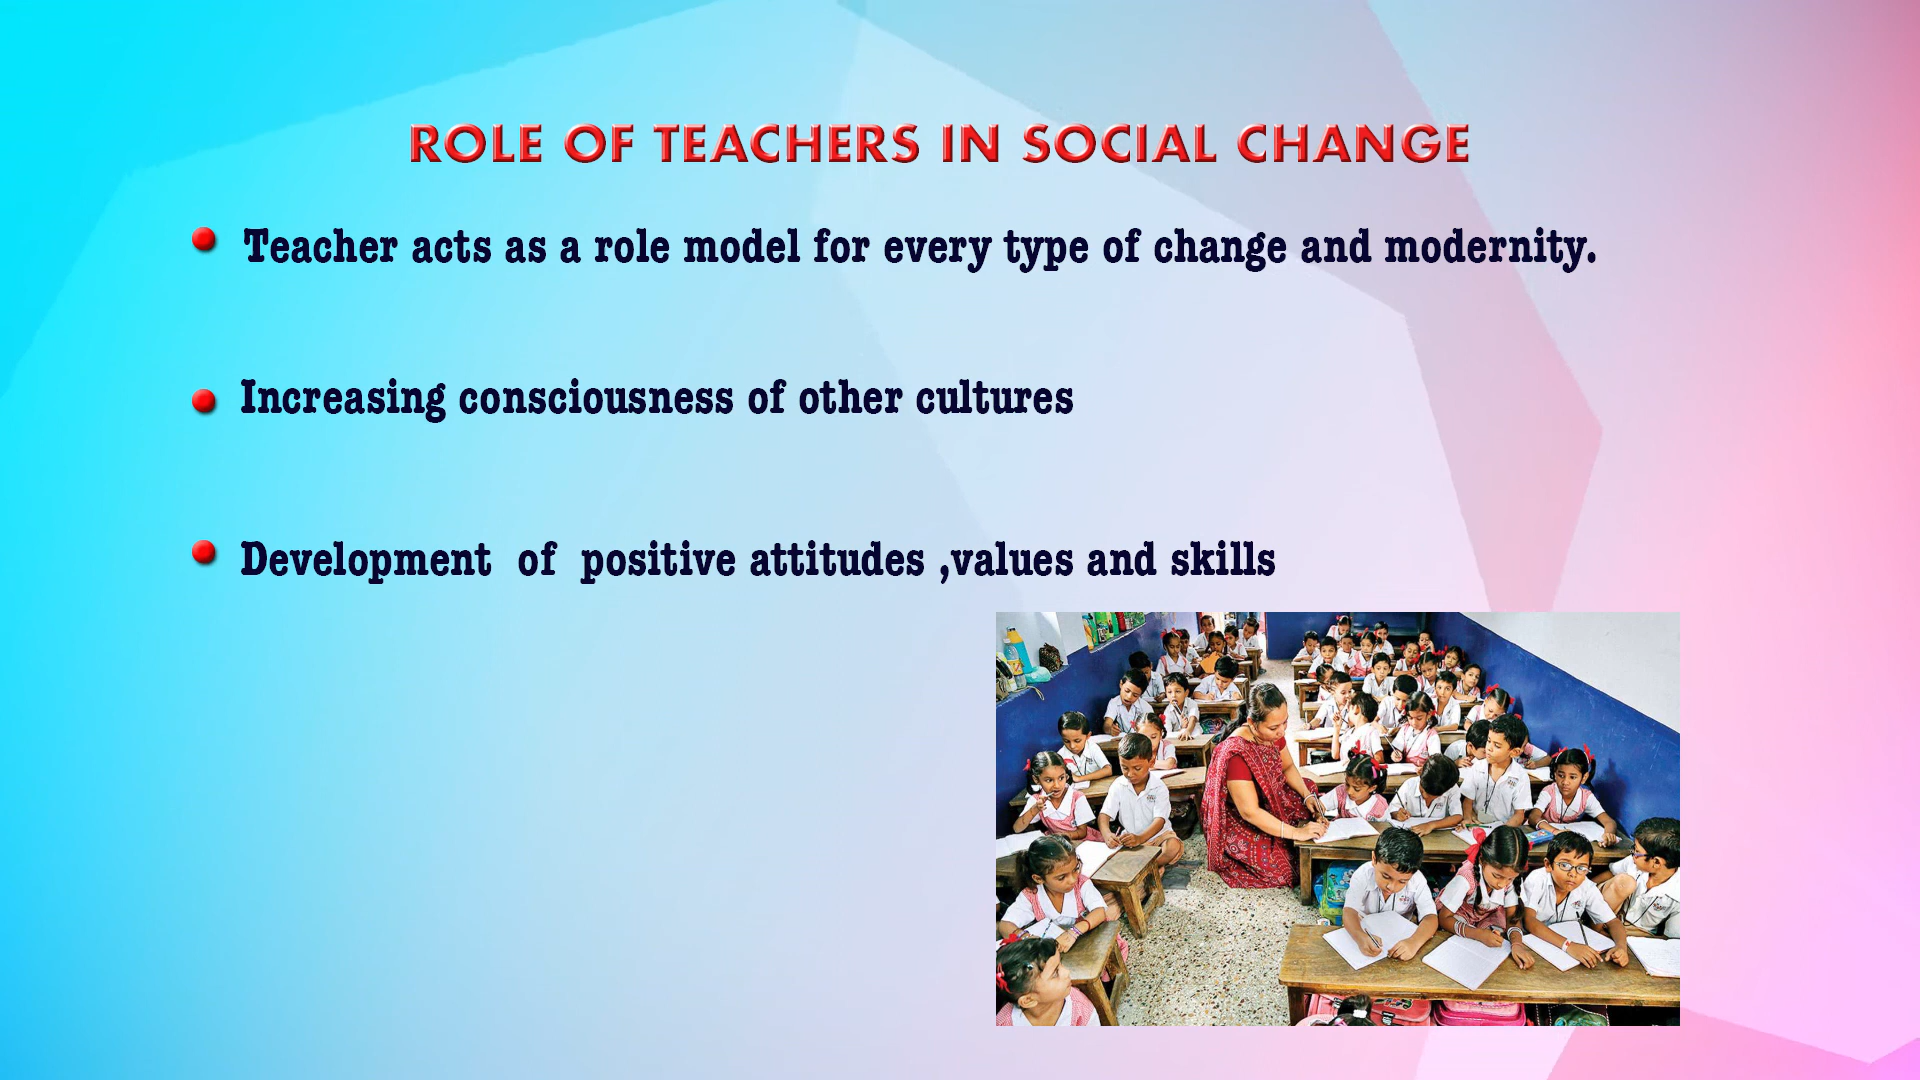 ROLE OF TEACHERS IN SOCIAL CHANGE
Teacher acts as a role model for every type of change and modernity.
Increasing consciousness of other cultures
Development of positive attitudes ,values and skills